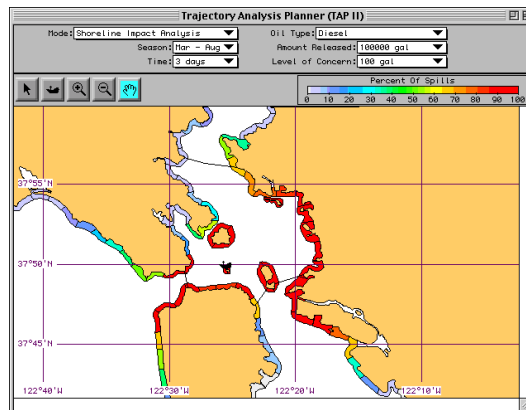 Trajectory Analysis Planner (TAP II)
Mode: Shoreline Impact Analysis
Oil Type: Diesel
Season: Mar - Aug
Amount Released: 100000 gal
Time: 3 days
Level of Concern: 100 gal
Percent Of Spills
0 10 20 30 40 50 60 70 80 90 100
37°55'N
37°50'N
37°45'N
122°40'W 122°30'W 122°20'W 122°10'W